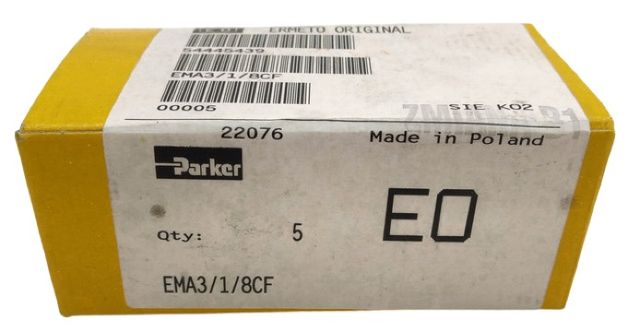 ERMETO ORIGINAL
54445439
EMA3/1/8CF
00005
SIE K02
22076
Made in Poland
Parker
Qty: 5
EO
EMA3/1/8CF